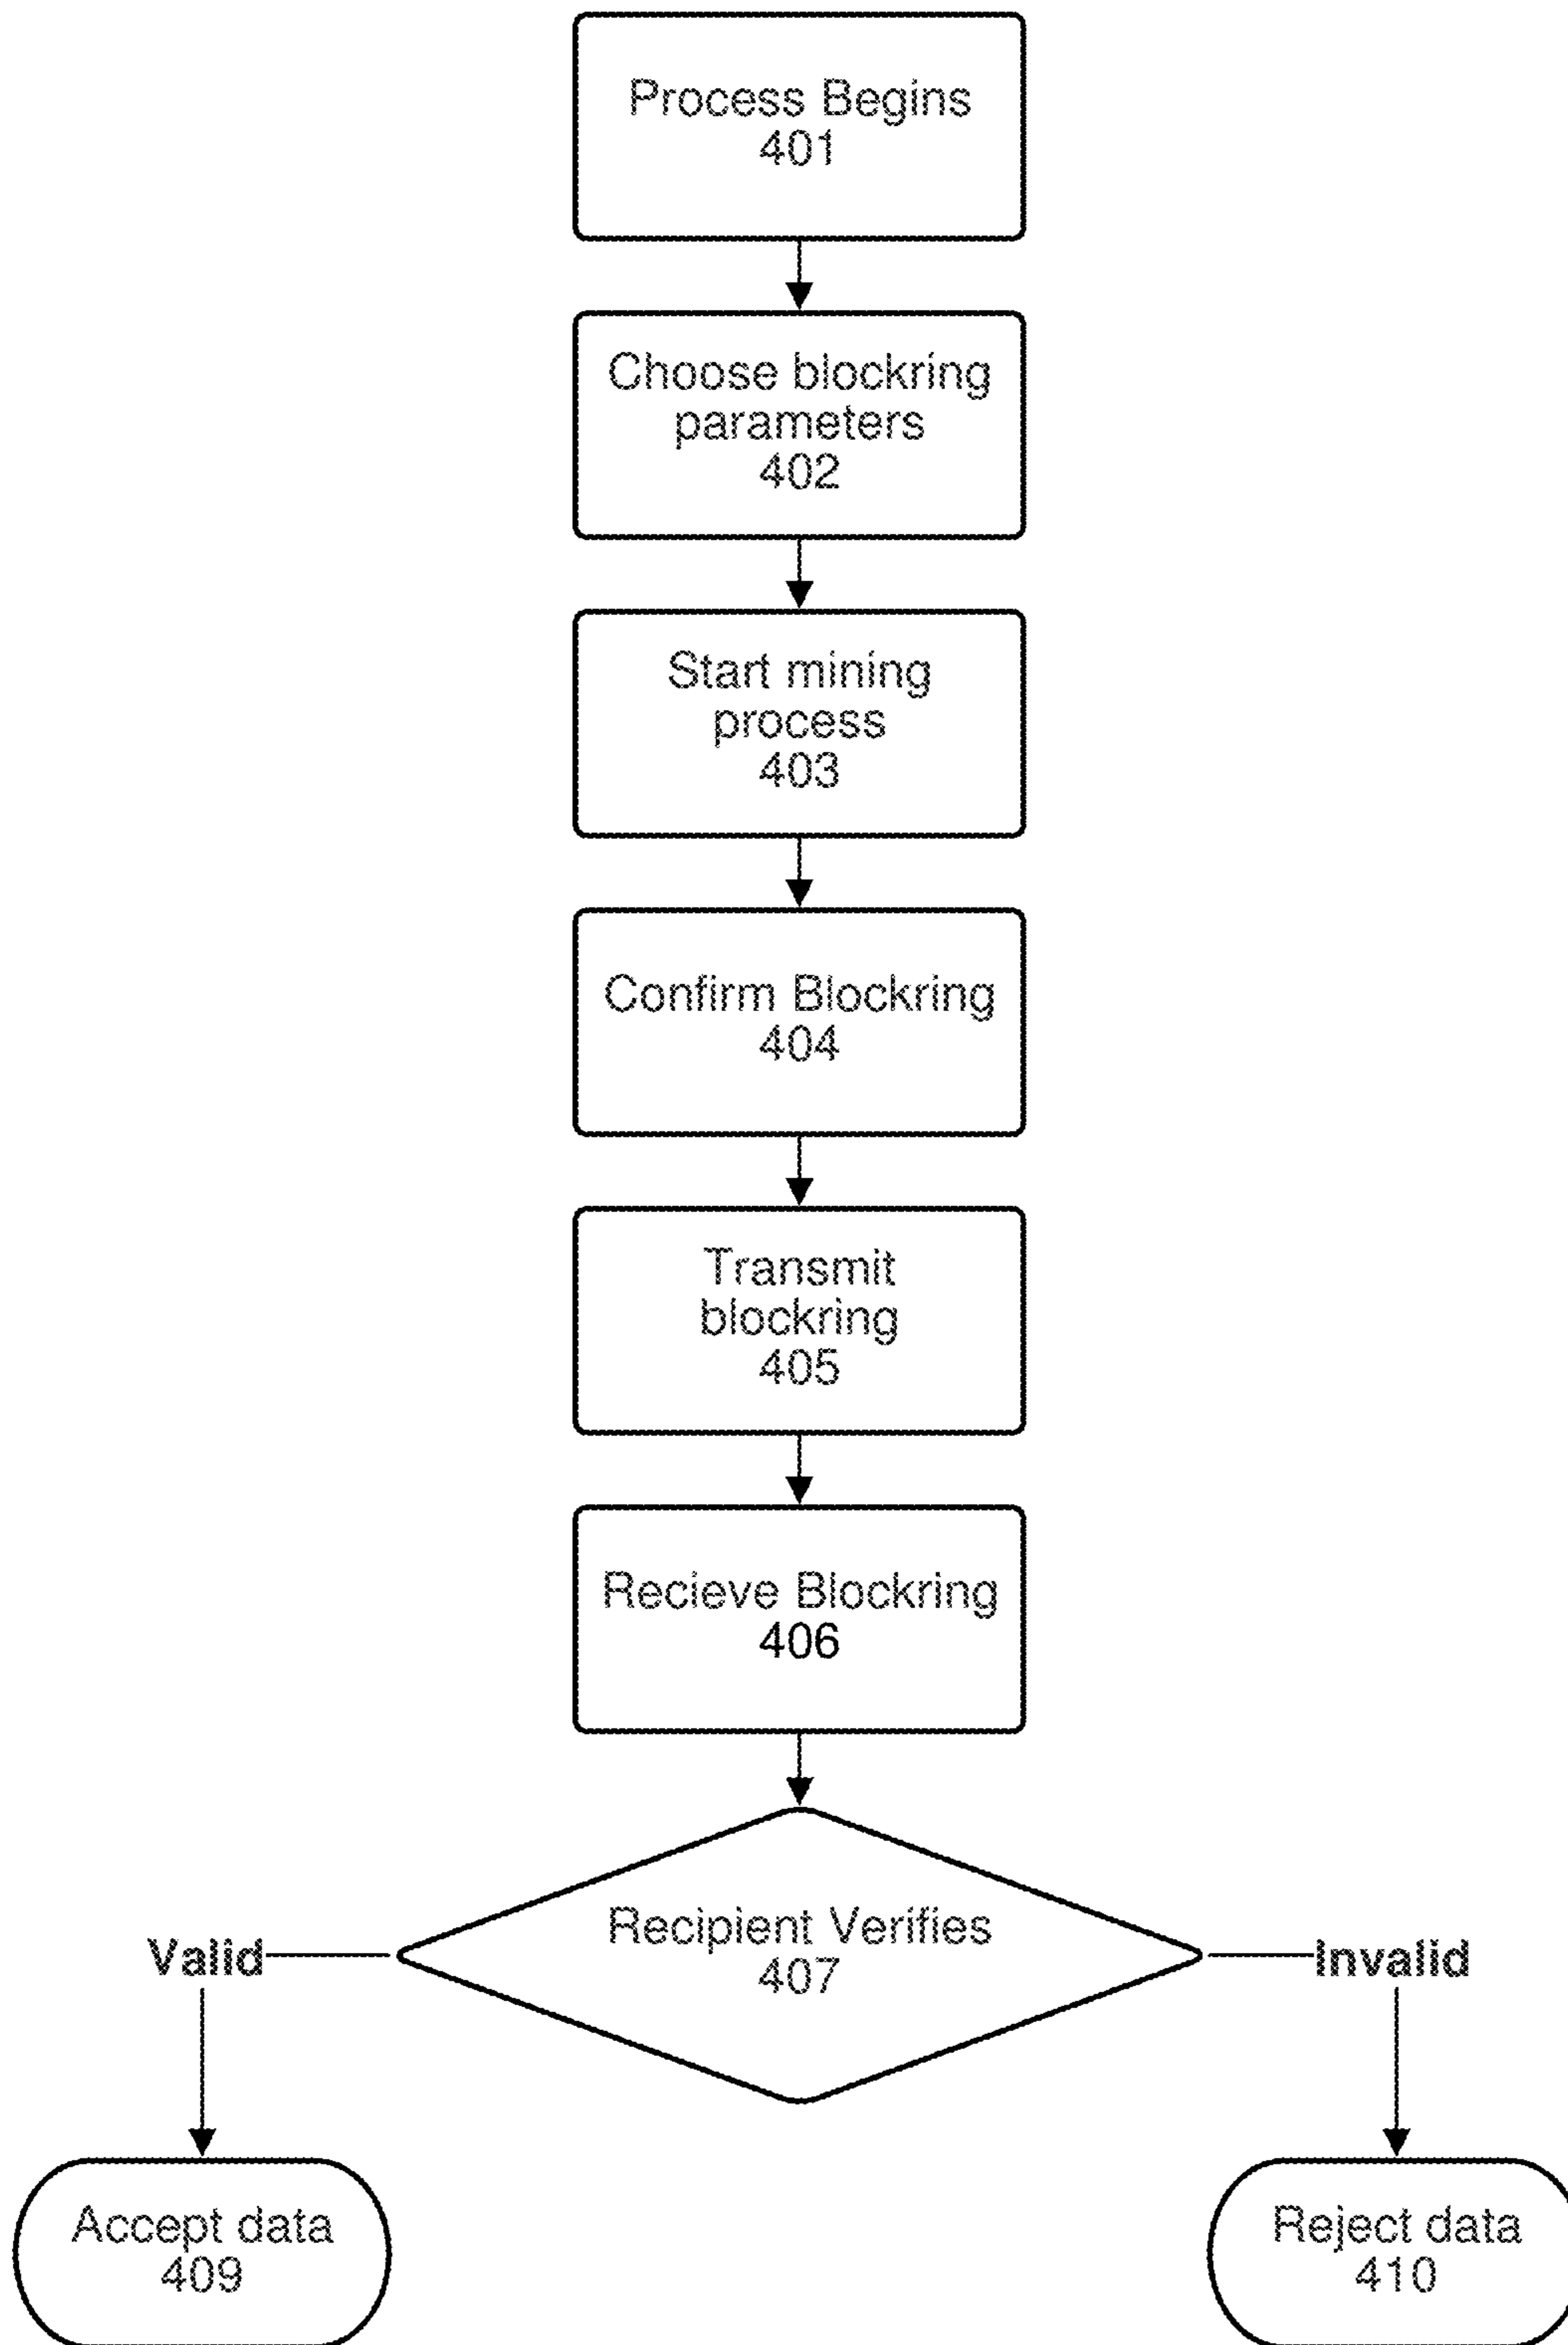 Process Begins
401
Choose blockring
parameters
402
Start mining
process
403
Confirm Blockring
404
Transmit
blockring
405
Recieve Blockring
406
Recipient Verifies
407
Valid
Invalid
Accept data
409
Reject data
410